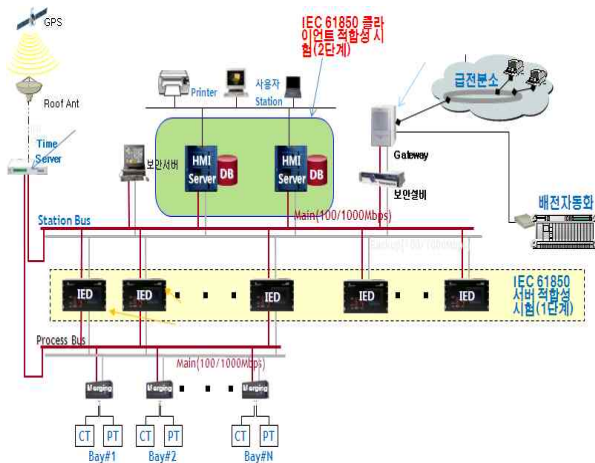 GPS
Roof Ant
Time
Server
IEC 61850 클라
이언트 적합성 시
험(2단계)
Printer
사용자
Station
급전분소
Gateway
보안서버
HMI
Server
DB
HMI
Server
DB
보안설비
배전자동화
Main(100/1000Mbps)
Station Bus
Backup(100/1000Mbps)
IED
IED
IED
IED
IED
IEC 61850
서버 적합성
시험(1단계)
Process Bus
Main(100/1000Mbps)
Merging
Merging
Merging
CT
PT
CT
PT
CT
PT
Bay#1
Bay#2
Bay#N